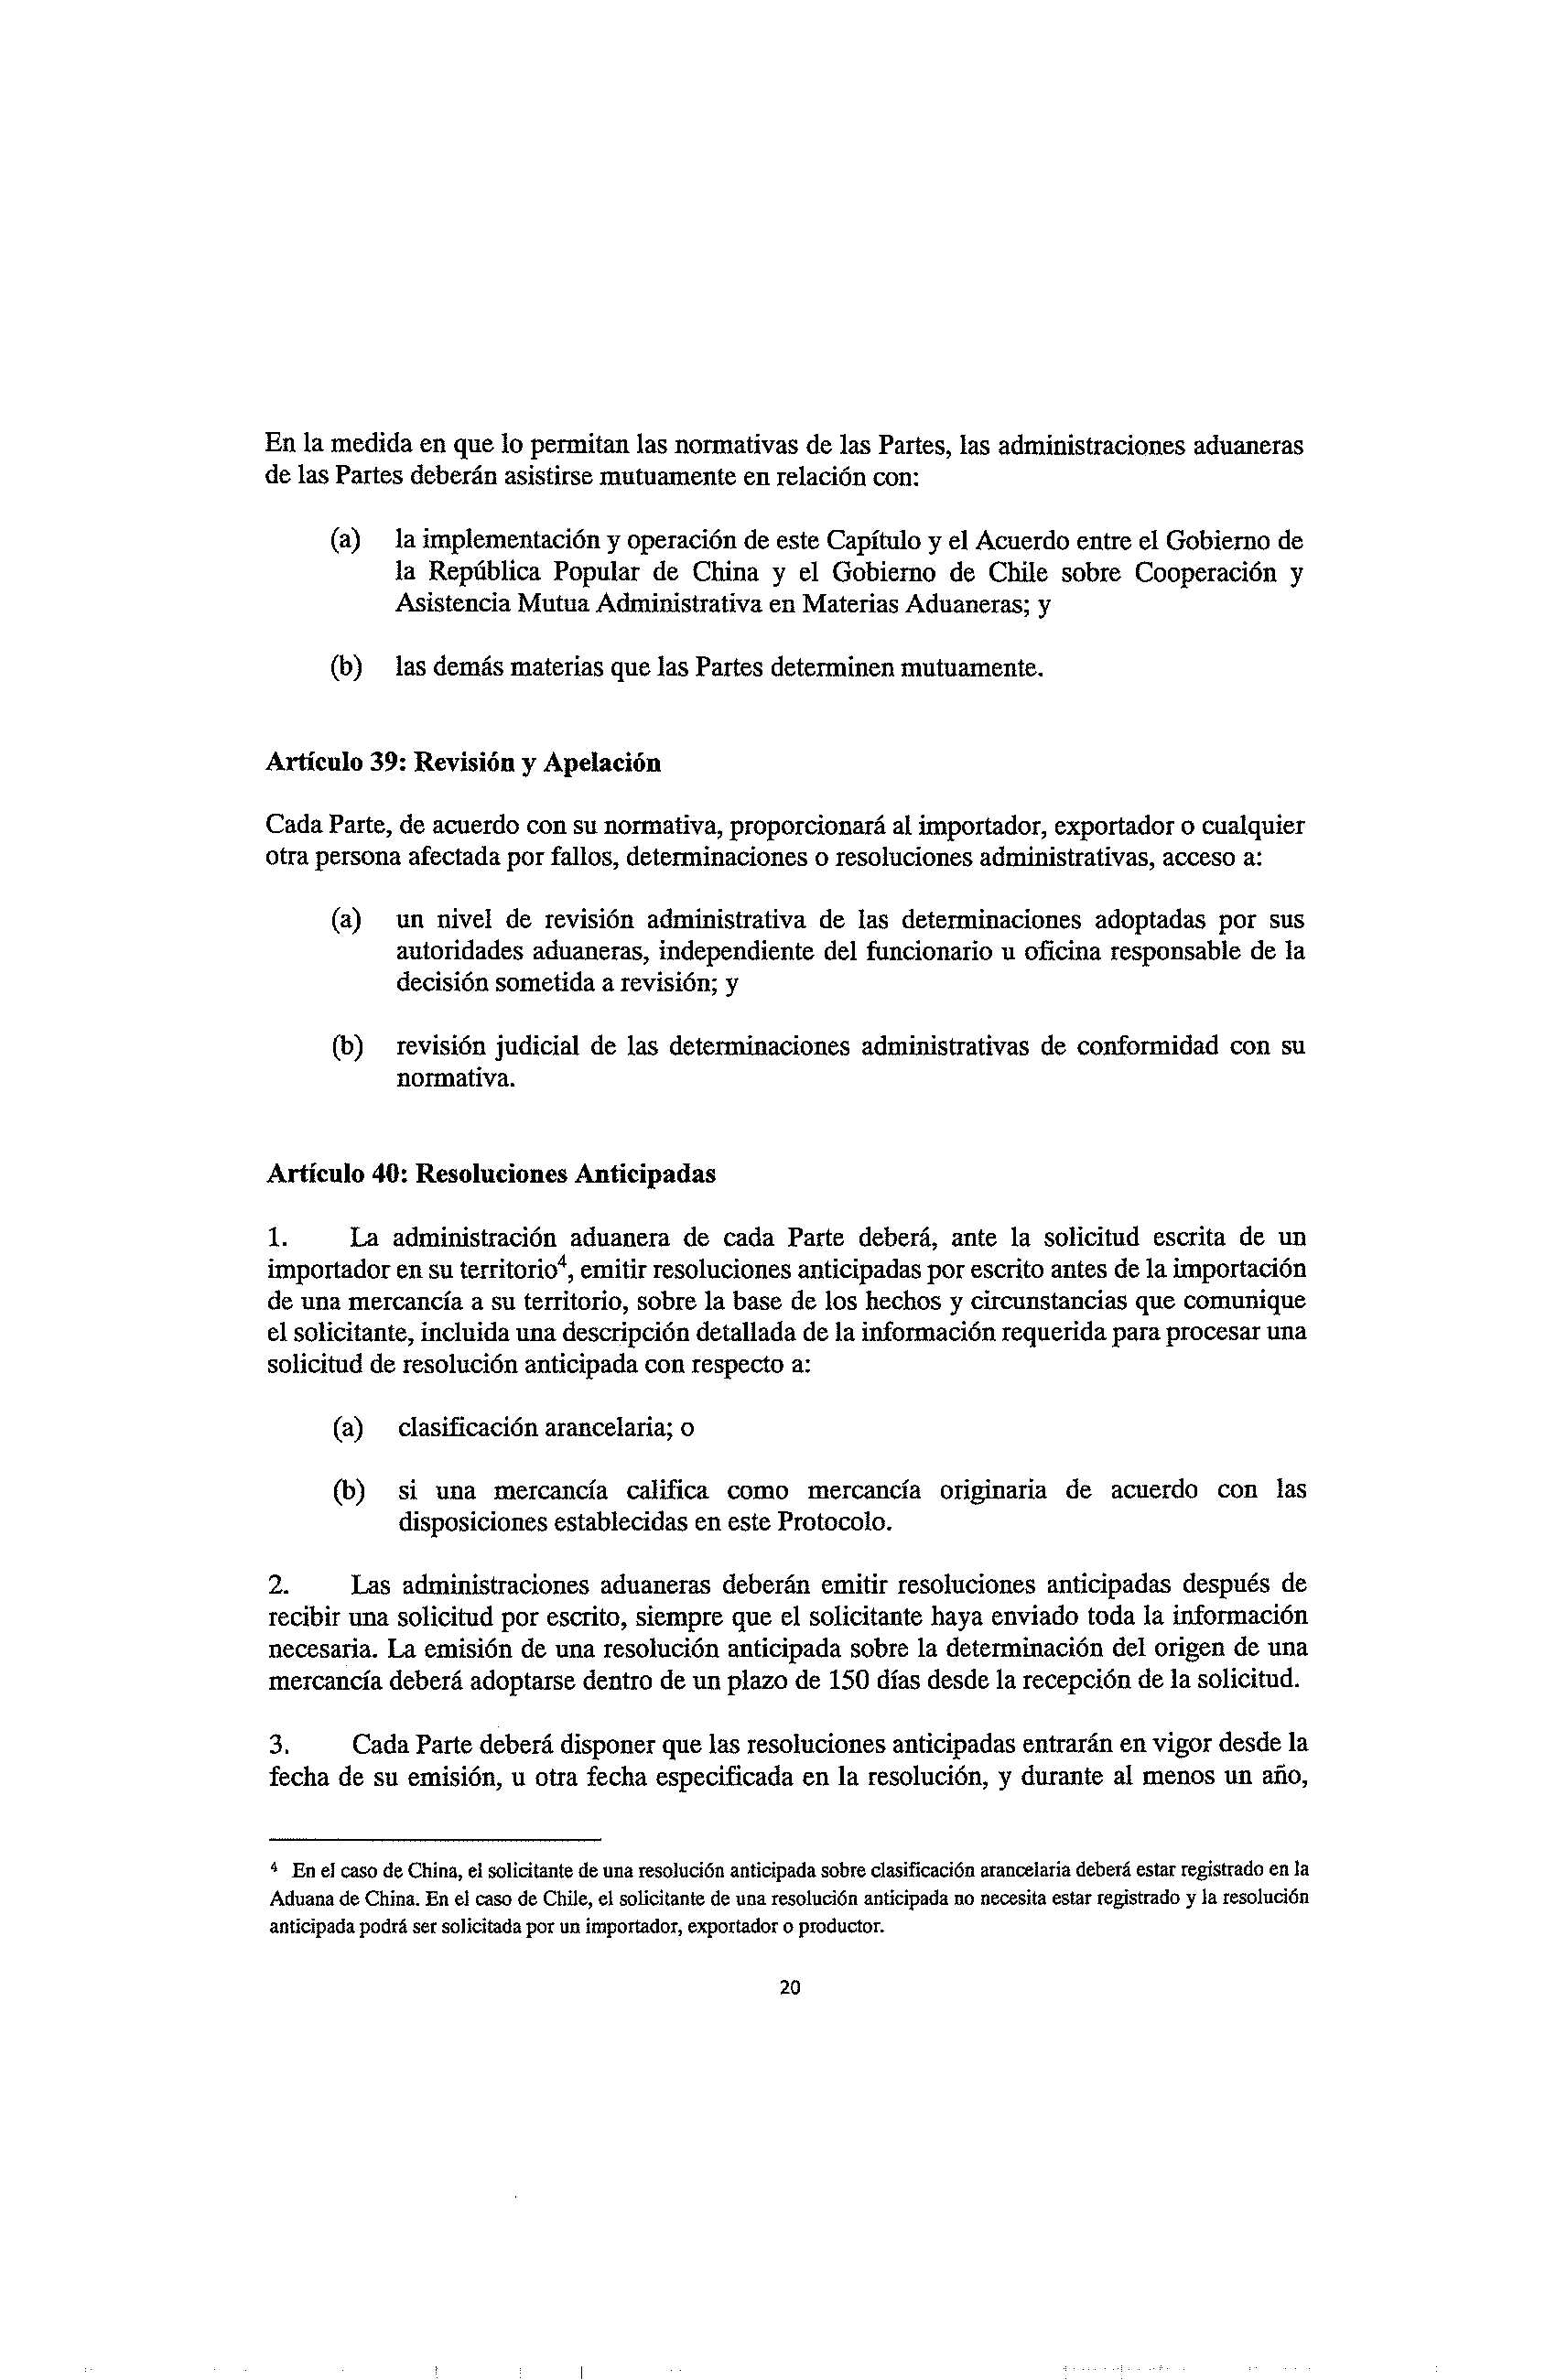 En la medida en que lo permitan las normativas de las Partes, las administraciones aduaneras
de las Partes deberán asistirse mutuamente en relación con:
(a) la implementación y operación de este Capítulo y el Acuerdo entre el Gobierno de
la República Popular de China y el Gobierno de Chile sobre Cooperación y
Asistencia Mutua Administrativa en Materias Aduaneras; y
(b) las demás materias que las Partes determinen mutuamente.
Artículo 39: Revisión y Apelación
Cada Parte, de acuerdo con su normativa, proporcionará al importador, exportador o cualquier
otra persona afectada por fallos, determinaciones o resoluciones administrativas, acceso a:
(a) un nivel de revisión administrativa de las determinaciones adoptadas por sus
autoridades aduaneras, independiente del funcionario u oficina responsable de la
decisión sometida a revisión; y
(b) revisión judicial de las determinaciones administrativas de conformidad con su
normativa.
Artículo 40: Resoluciones Anticipadas
1. La administración aduanera de cada Parte deberá, ante la solicitud escrita de un
importador en su territorio⁴, emitir resoluciones anticipadas por escrito antes de la importación
de una mercancía a su territorio, sobre la base de los hechos y circunstancias que comunique
el solicitante, incluida una descripción detallada de la información requerida para procesar una
solicitud de resolución anticipada con respecto a:
(a) clasificación arancelaria; o
(b) si una mercancía califica como mercancía originaria de acuerdo con las
disposiciones establecidas en este Protocolo.
2. Las administraciones aduaneras deberán emitir resoluciones anticipadas después de
recibir una solicitud por escrito, siempre que el solicitante haya enviado toda la información
necesaria. La emisión de una resolución anticipada sobre la determinación del origen de una
mercancía deberá adoptarse dentro de un plazo de 150 días desde la recepción de la solicitud.
3. Cada Parte deberá disponer que las resoluciones anticipadas entrarán en vigor desde la
fecha de su emisión, u otra fecha especificada en la resolución, y durante al menos un año,
⁴ En el caso de China, el solicitante de una resolución anticipada sobre clasificación arancelaria deberá estar registrado en la
Aduana de China. En el caso de Chile, el solicitante de una resolución anticipada no necesita estar registrado y la resolución
anticipada podrá ser solicitada por un importador, exportador o productor.
20